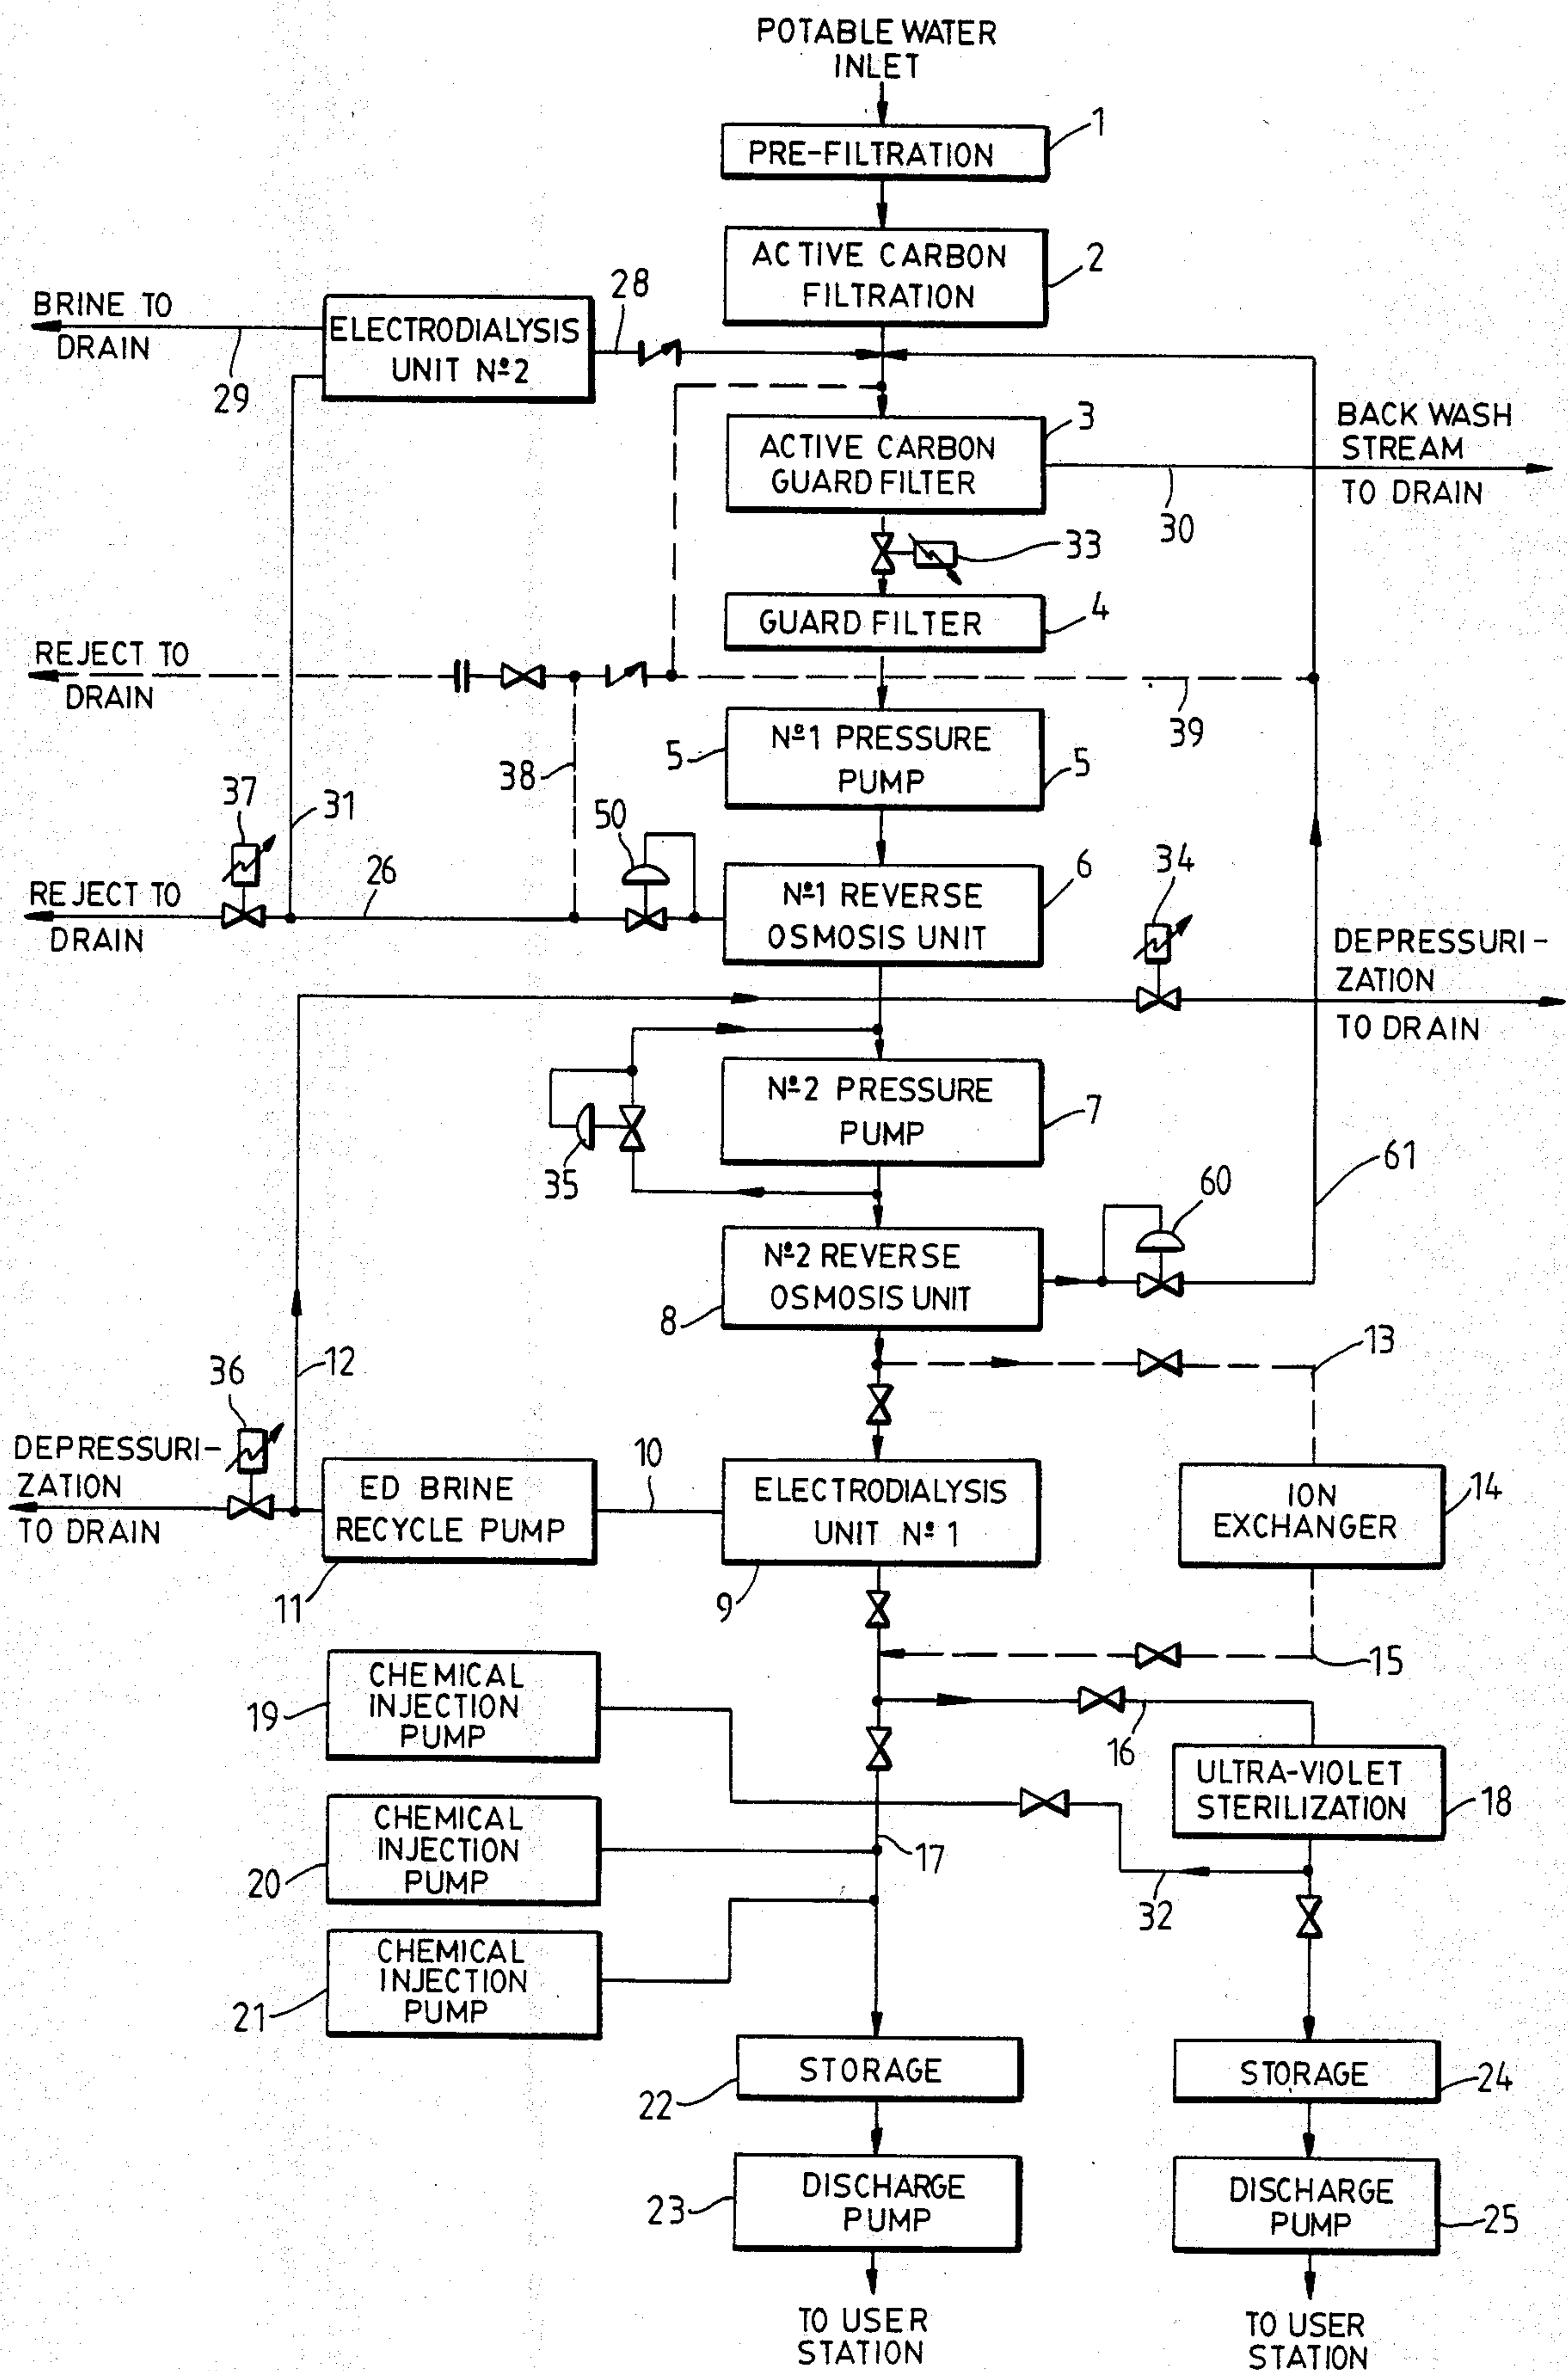 POTABLE WATER
INLET
1
PRE-FILTRATION
ACTIVE CARBON
FILTRATION
2
28
BRINE TO
DRAIN
29
ELECTRODIALYSIS
UNIT Nº2
3
ACTIVE CARBON
GUARD FILTER
BACK WASH
STREAM
TO DRAIN
30
33
4
GUARD FILTER
REJECT TO
DRAIN
39
5
Nº1 PRESSURE
PUMP
5
38
37
31
50
26
REJECT TO
DRAIN
Nº1 REVERSE
OSMOSIS UNIT
6
34
DEPRESSURI-
ZATION
TO DRAIN
Nº2 PRESSURE
PUMP
7
35
61
60
Nº2 REVERSE
OSMOSIS UNIT
8
13
12
36
DEPRESSURI-
ZATION
TO DRAIN
ED BRINE
RECYCLE PUMP
11
10
ELECTRODIALYSIS
UNIT Nº 1
9
ION
EXCHANGER
14
15
CHEMICAL
INJECTION
PUMP
19
16
ULTRA-VIOLET
STERILIZATION
18
CHEMICAL
INJECTION
PUMP
20
17
32
CHEMICAL
INJECTION
PUMP
21
STORAGE
22
STORAGE
24
DISCHARGE
PUMP
23
DISCHARGE
PUMP
25
TO USER
STATION
TO USER
STATION